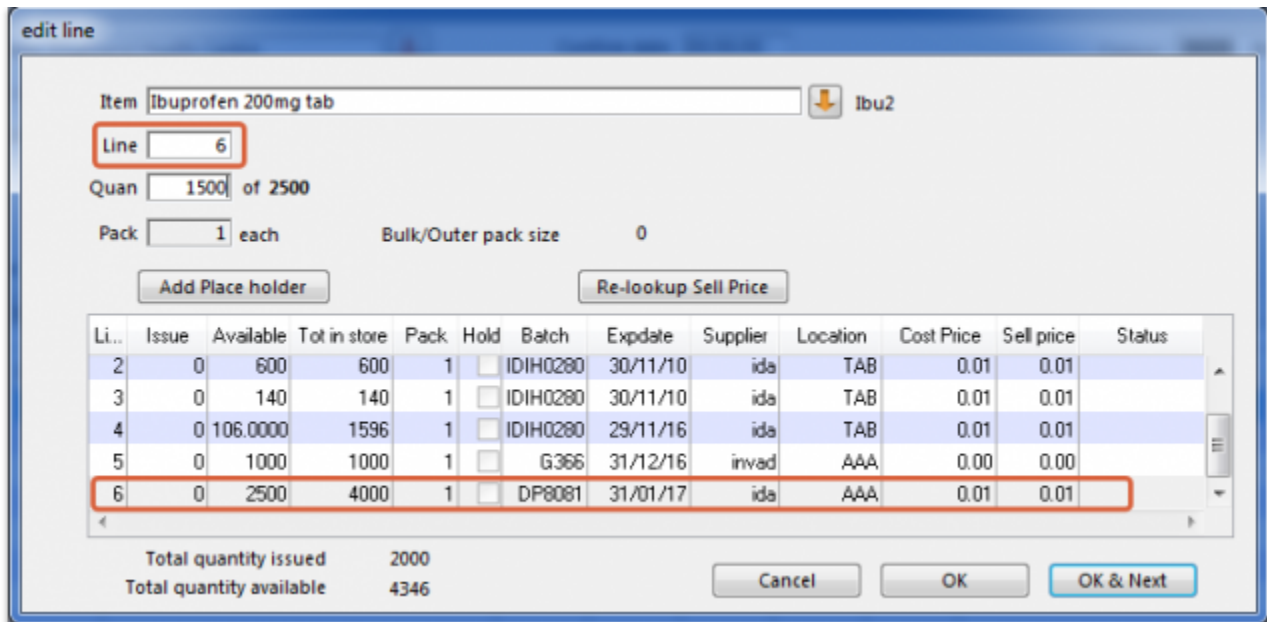 edit line
Item Ibuprofen 200mg tab Ibu2
Line 6
Quan 1500 of 2500
Pack 1 each Bulk/Outer pack size 0
Add Place holder Re-lookup Sell Price
Li... Issue Available Tot in store Pack Hold Batch Expdate Supplier Location Cost Price Sell price Status
2 0 600 600 1 IDIH0280 30/11/10 ida TAB 0.01 0.01
3 0 140 140 1 IDIH0280 30/11/10 ida TAB 0.01 0.01
4 0 106.0000 1596 1 IDIH0280 29/11/16 ida TAB 0.01 0.01
5 0 1000 1000 1 G366 31/12/16 invad AAA 0.00 0.00
6 0 2500 4000 1 DP8081 31/01/17 ida AAA 0.01 0.01
Total quantity issued 2000
Total quantity available 4346
Cancel OK OK & Next